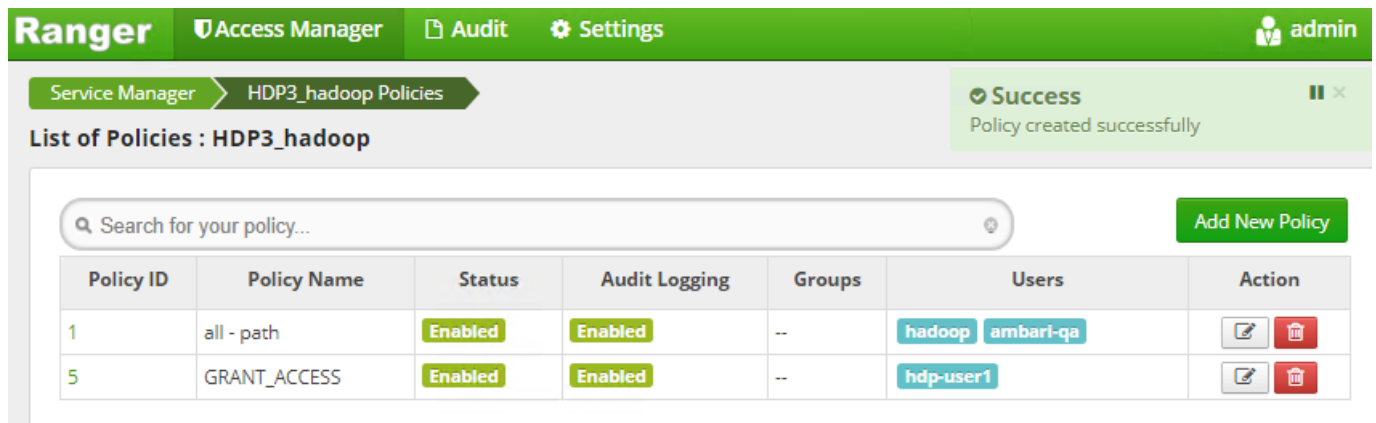 Ranger Access Manager Audit Settings admin
Service Manager HDP3_hadoop Policies
Success
Policy created successfully
List of Policies : HDP3_hadoop
Search for your policy...
Add New Policy
Policy ID Policy Name Status Audit Logging Groups Users Action
1 all - path Enabled Enabled -- hadoop ambari-qa
5 GRANT_ACCESS Enabled Enabled -- hdp-user1